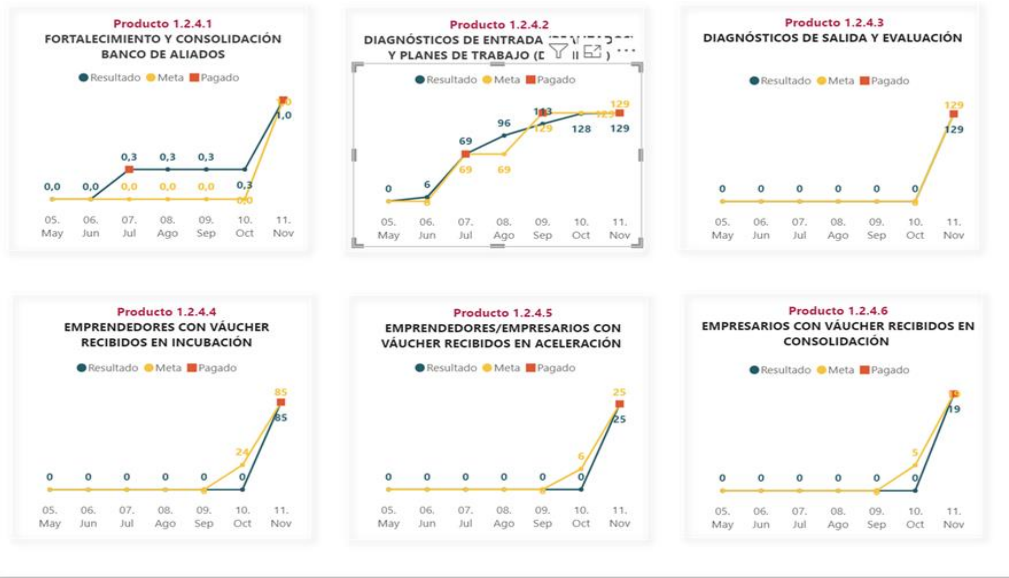 Producto 1.2.4.1
FORTALECIMIENTO Y CONSOLIDACIÓN
BANCO DE ALIADOS
Resultado Meta Pagado
0,3 0,3 0,3
0,0 0,0 0,0 0,0 0,0 0,3
0,0
1,0
05. 06. 07. 08. 09. 10. 11.
May Jun Jul Ago Sep Oct Nov
Producto 1.2.4.2
DIAGNÓSTICOS DE ENTRADA
Y PLANES DE TRABAJO
Resultado Meta Pagado
0 6 69 96 113 128 129
69 69 129 129 129
05. 06. 07. 08. 09. 10. 11.
May Jun Jul Ago Sep Oct Nov
Producto 1.2.4.3
DIAGNÓSTICOS DE SALIDA Y EVALUACIÓN
Resultado Meta Pagado
129
129
0 0 0 0 0 0
05. 06. 07. 08. 09. 10. 11.
May Jun Jul Ago Sep Oct Nov
Producto 1.2.4.4
EMPRENDEDORES CON VÁUCHER
RECIBIDOS EN INCUBACIÓN
Resultado Meta Pagado
85
85
24
0 0 0 0 0 0
05. 06. 07. 08. 09. 10. 11.
May Jun Jul Ago Sep Oct Nov
Producto 1.2.4.5
EMPRENDEDORES/EMPRESARIOS CON
VÁUCHER RECIBIDOS EN ACELERACIÓN
Resultado Meta Pagado
25
25
6
0 0 0 0 0 0
05. 06. 07. 08. 09. 10. 11.
May Jun Jul Ago Sep Oct Nov
Producto 1.2.4.6
EMPRESARIOS CON VÁUCHER RECIBIDOS EN
CONSOLIDACIÓN
Resultado Meta Pagado
19
5
0 0 0 0 0 0
05. 06. 07. 08. 09. 10. 11.
May Jun Jul Ago Sep Oct Nov